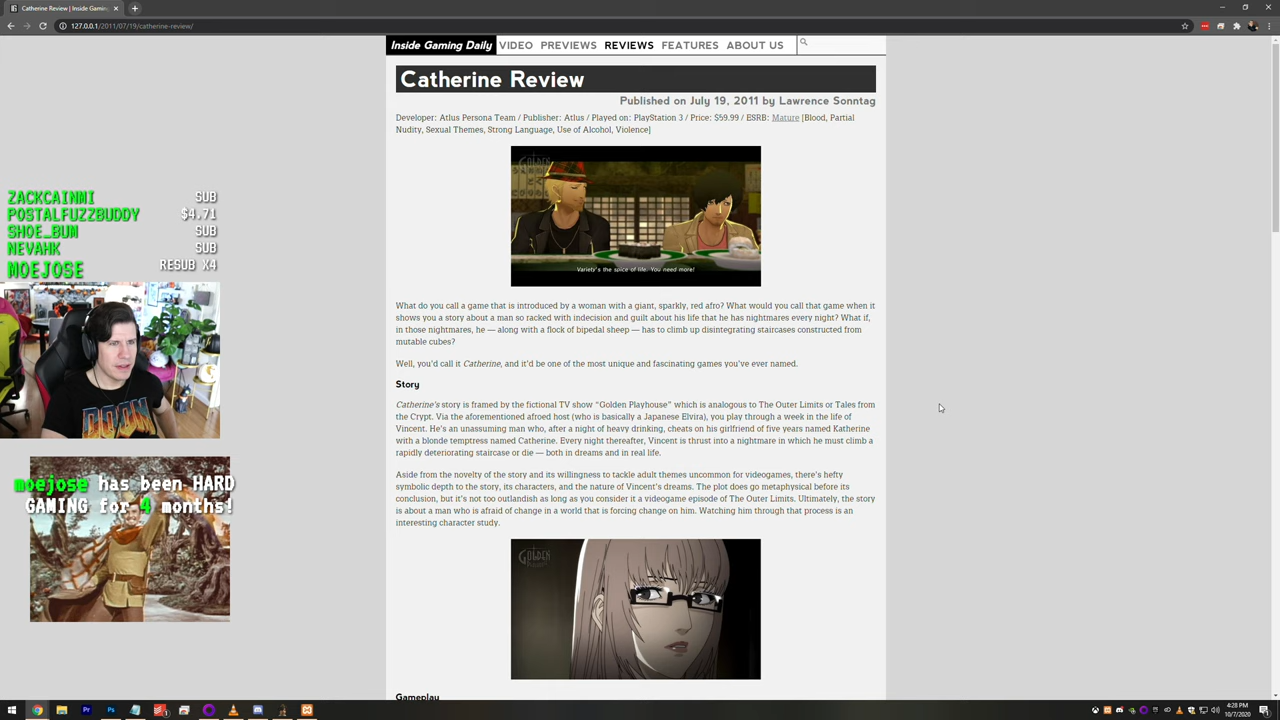 Catherine Review | Inside Gaming
127.0.0.1/2011/07/19/catherine-review/
Inside Gaming Daily VIDEO PREVIEWS REVIEWS FEATURES ABOUT US
Catherine Review
Published on July 19, 2011 by Lawrence Sonntag
Developer: Atlus Persona Team / Publisher: Atlus / Played on: PlayStation 3 / Price: $59.99 / ESRB: Mature [Blood, Partial
Nudity, Sexual Themes, Strong Language, Use of Alcohol, Violence]
GOLDEN
Variety's the spice of life. You need more!
ZACKCAINMI SUB
POSTALFUZZBUDDY $4.71
SHOE_BUM SUB
NEVAHK SUB
MOEJOSE RESUB X4
DOOM
What do you call a game that is introduced by a woman with a giant, sparkly, red afro? What would you call that game when it
shows you a story about a man so racked with indecision and guilt about his life that he has nightmares every night? What if,
in those nightmares, he — along with a flock of bipedal sheep — has to climb up disintegrating staircases constructed from
mutable cubes?
Well, you'd call it Catherine, and it'd be one of the most unique and fascinating games you've ever named.
Story
Catherine's story is framed by the fictional TV show “Golden Playhouse” which is analogous to The Outer Limits or Tales from
the Crypt. Via the aforementioned afroed host (who is basically a Japanese Elvira), you play through a week in the life of
Vincent. He's an unassuming man who, after a night of heavy drinking, cheats on his girlfriend of five years named Katherine
with a blonde temptress named Catherine. Every night thereafter, Vincent is thrust into a nightmare in which he must climb a
rapidly deteriorating staircase or die — both in dreams and in real life.
Aside from the novelty of the story and its willingness to tackle adult themes uncommon for videogames, there's hefty
symbolic depth to the story, its characters, and the nature of Vincent's dreams. The plot does go metaphysical before its
conclusion, but it's not too outlandish as long as you consider it a videogame episode of The Outer Limits. Ultimately, the story
is about a man who is afraid of change in a world that is forcing change on him. Watching him through that process is an
interesting character study.
moejose has been HARD
GAMING for 4 months!
GOLDEN
Gameplay
4:28 PM
10/7/2020